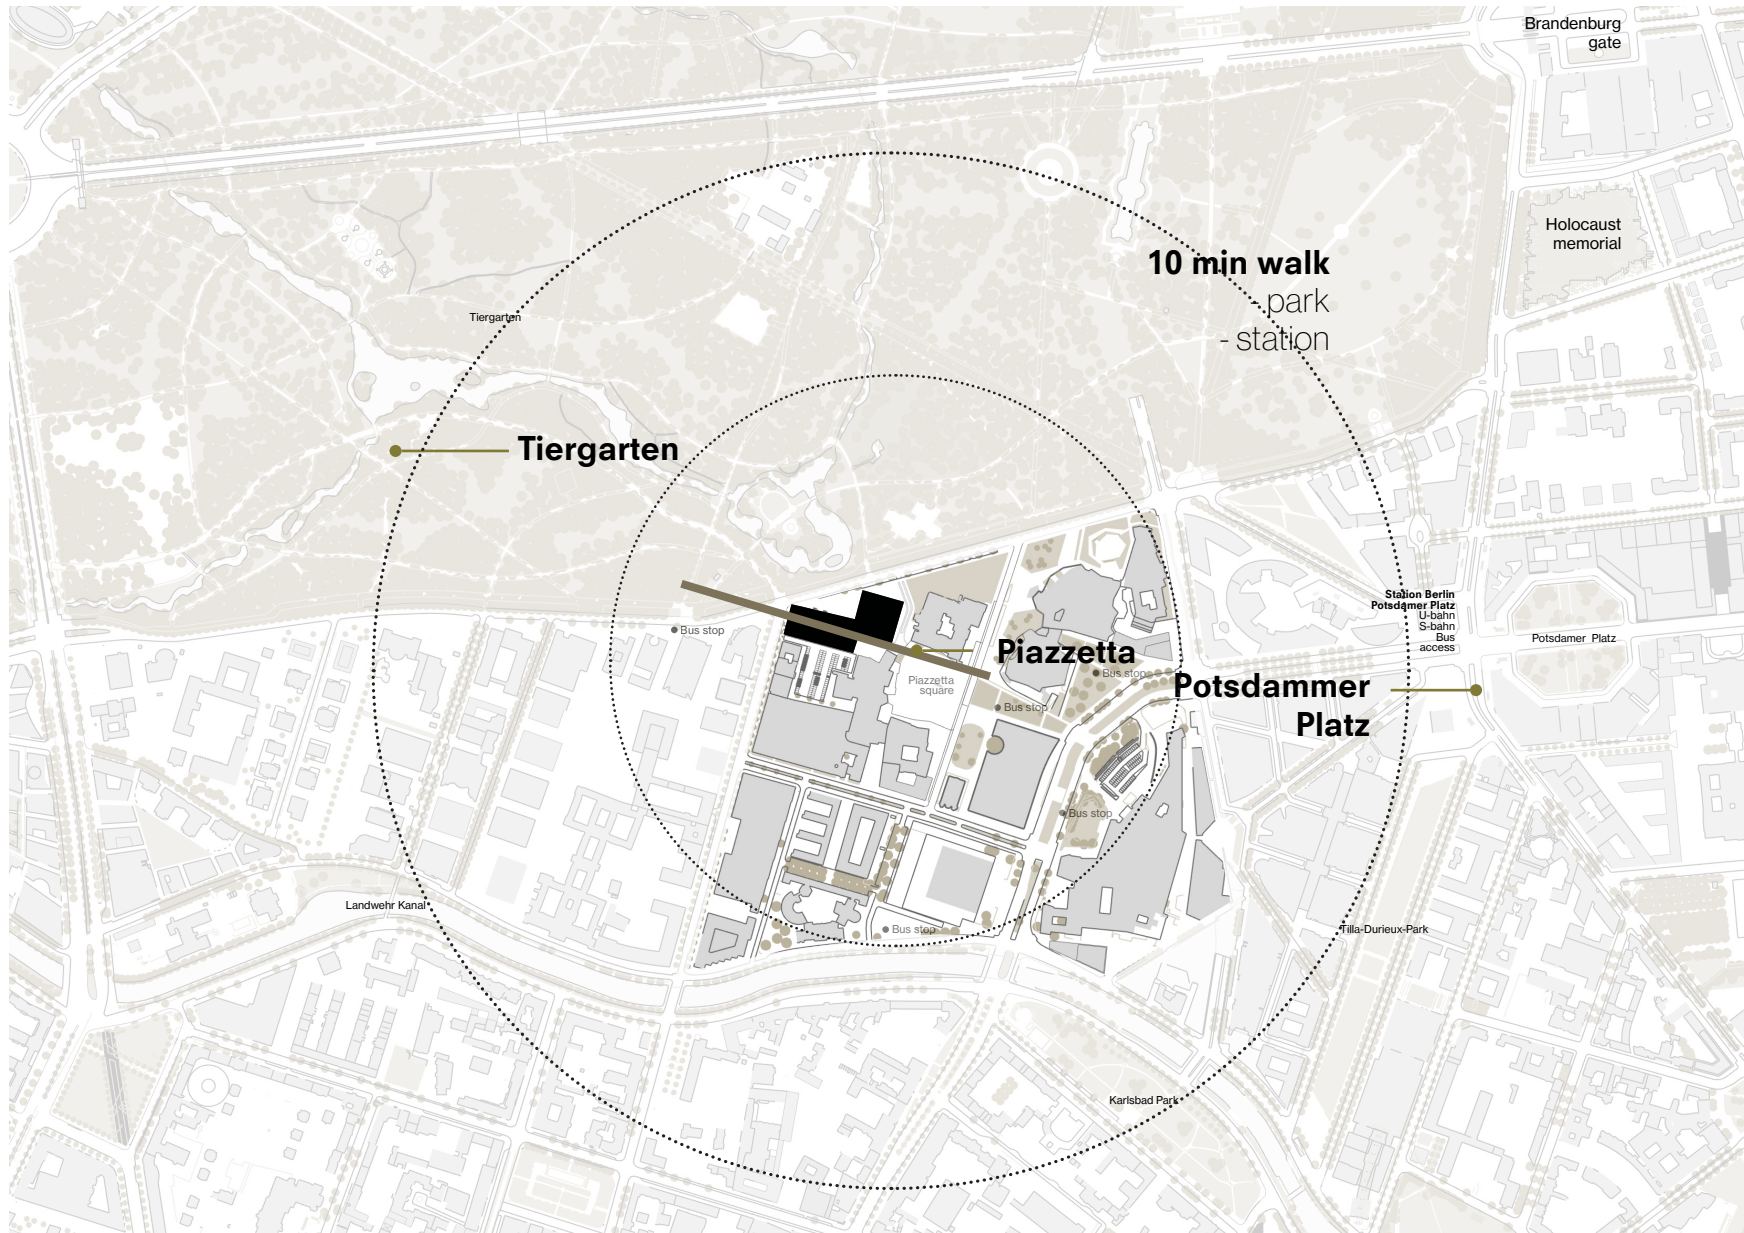 Brandenburg
gate
Holocaust
memorial
10 min walk
- park
- station
Tiergarten
Tiergarten
Station Berlin
Potsdamer Platz
U-bahn
S-bahn
Bus
access
Potsdamer Platz
Bus stop
Piazzetta
Piazzetta
square
Bus stop
Bus stop
Potsdammer
Platz
Bus stop
Landwehr Kanal
Bus stop
Tilla-Durieux-Park
Karlsbad Park